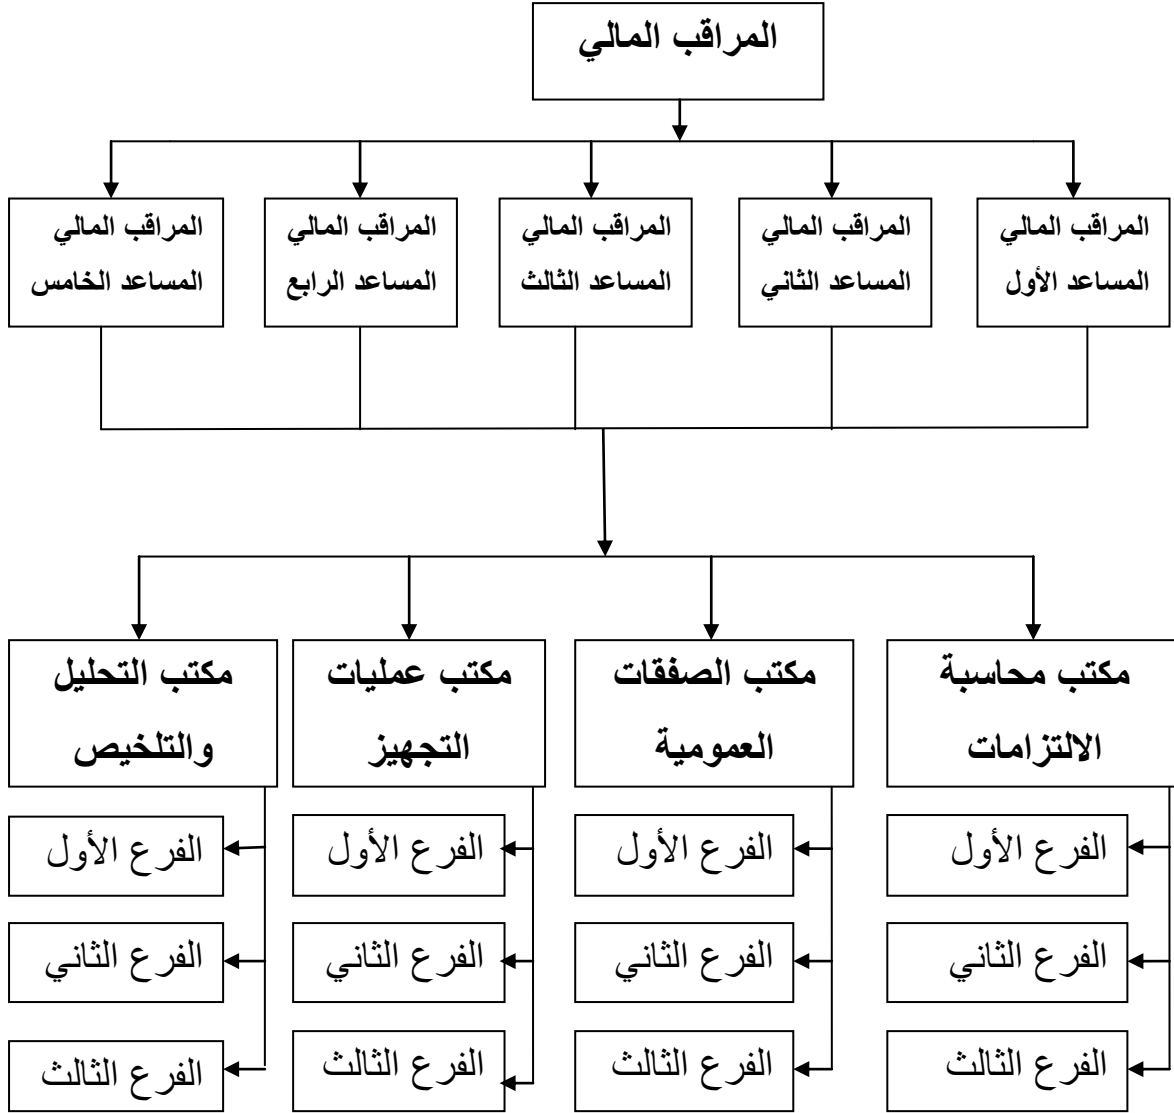 المراقب المالي
المراقب المالي
المساعد الأول
المراقب المالي
المساعد الثاني
المراقب المالي
المساعد الثالث
المراقب المالي
المساعد الرابع
المراقب المالي
المساعد الخامس
مكتب محاسبة
الالتزامات
مكتب الصفقات
العمومية
مكتب عمليات
التجهيز
مكتب التحليل
والتلخيص
الفرع الأول
الفرع الأول
الفرع الأول
الفرع الأول
الفرع الثاني
الفرع الثاني
الفرع الثاني
الفرع الثاني
الفرع الثالث
الفرع الثالث
الفرع الثالث
الفرع الثالث